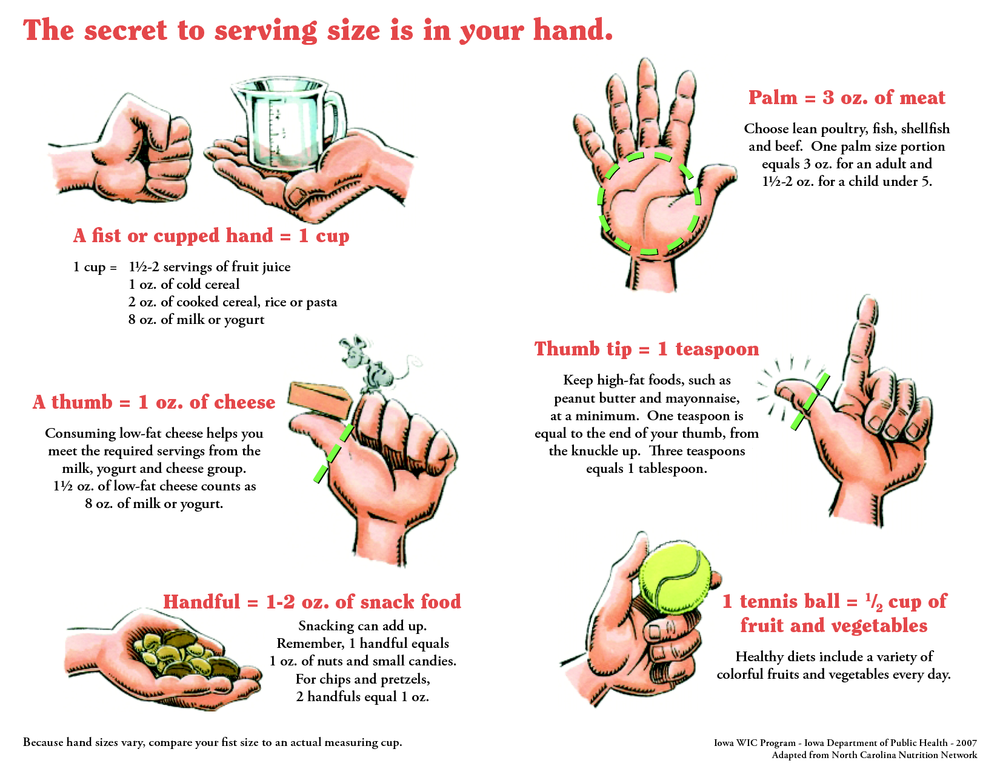 The secret to serving size is in your hand.
A fist or cupped hand = 1 cup
1 cup = 1½-2 servings of fruit juice
1 oz. of cold cereal
2 oz. of cooked cereal, rice or pasta
8 oz. of milk or yogurt
Palm = 3 oz. of meat
Choose lean poultry, fish, shellfish
and beef. One palm size portion
equals 3 oz. for an adult and
1½-2 oz. for a child under 5.
A thumb = 1 oz. of cheese
Consuming low-fat cheese helps you
meet the required servings from the
milk, yogurt and cheese group.
1½ oz. of low-fat cheese counts as
8 oz. of milk or yogurt.
Thumb tip = 1 teaspoon
Keep high-fat foods, such as
peanut butter and mayonnaise,
at a minimum. One teaspoon is
equal to the end of your thumb, from
the knuckle up. Three teaspoons
equals 1 tablespoon.
Handful = 1-2 oz. of snack food
Snacking can add up.
Remember, 1 handful equals
1 oz. of nuts and small candies.
For chips and pretzels,
2 handfuls equal 1 oz.
1 tennis ball = 1/2 cup of
fruit and vegetables
Healthy diets include a variety of
colorful fruits and vegetables every day.
Because hand sizes vary, compare your fist size to an actual measuring cup.
Iowa WIC Program - Iowa Department of Public Health - 2007
Adapted from North Carolina Nutrition Network